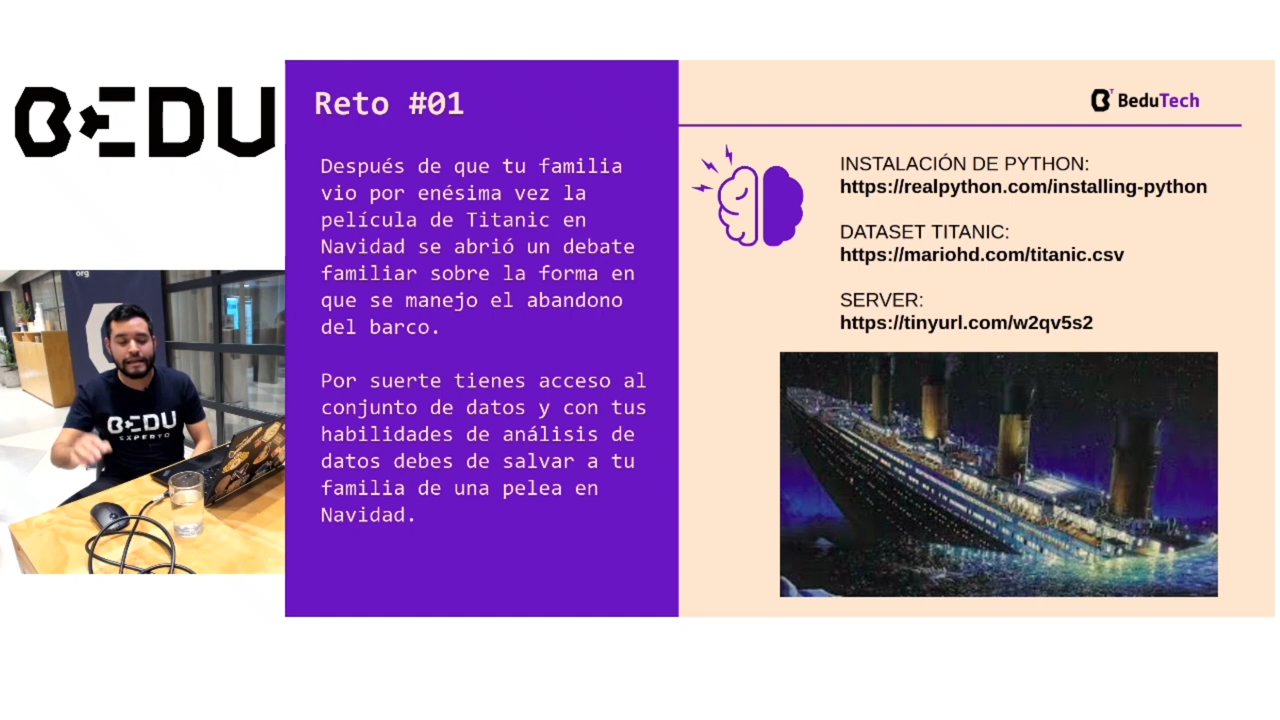 BEDU
Reto #01
Después de que tu familia
vio por enésima vez la
película de Titanic en
Navidad se abrió un debate
familiar sobre la forma en
que se manejo el abandono
del barco.
Por suerte tienes acceso al
conjunto de datos y con tus
habilidades de análisis de
datos debes de salvar a tu
familia de una pelea en
Navidad.
BeduTech
INSTALACIÓN DE PYTHON:
https://realpython.com/installing-python
DATASET TITANIC:
https://mariohd.com/titanic.csv
SERVER:
https://tinyurl.com/w2qv5s2
org
BEDU
EXPERTO